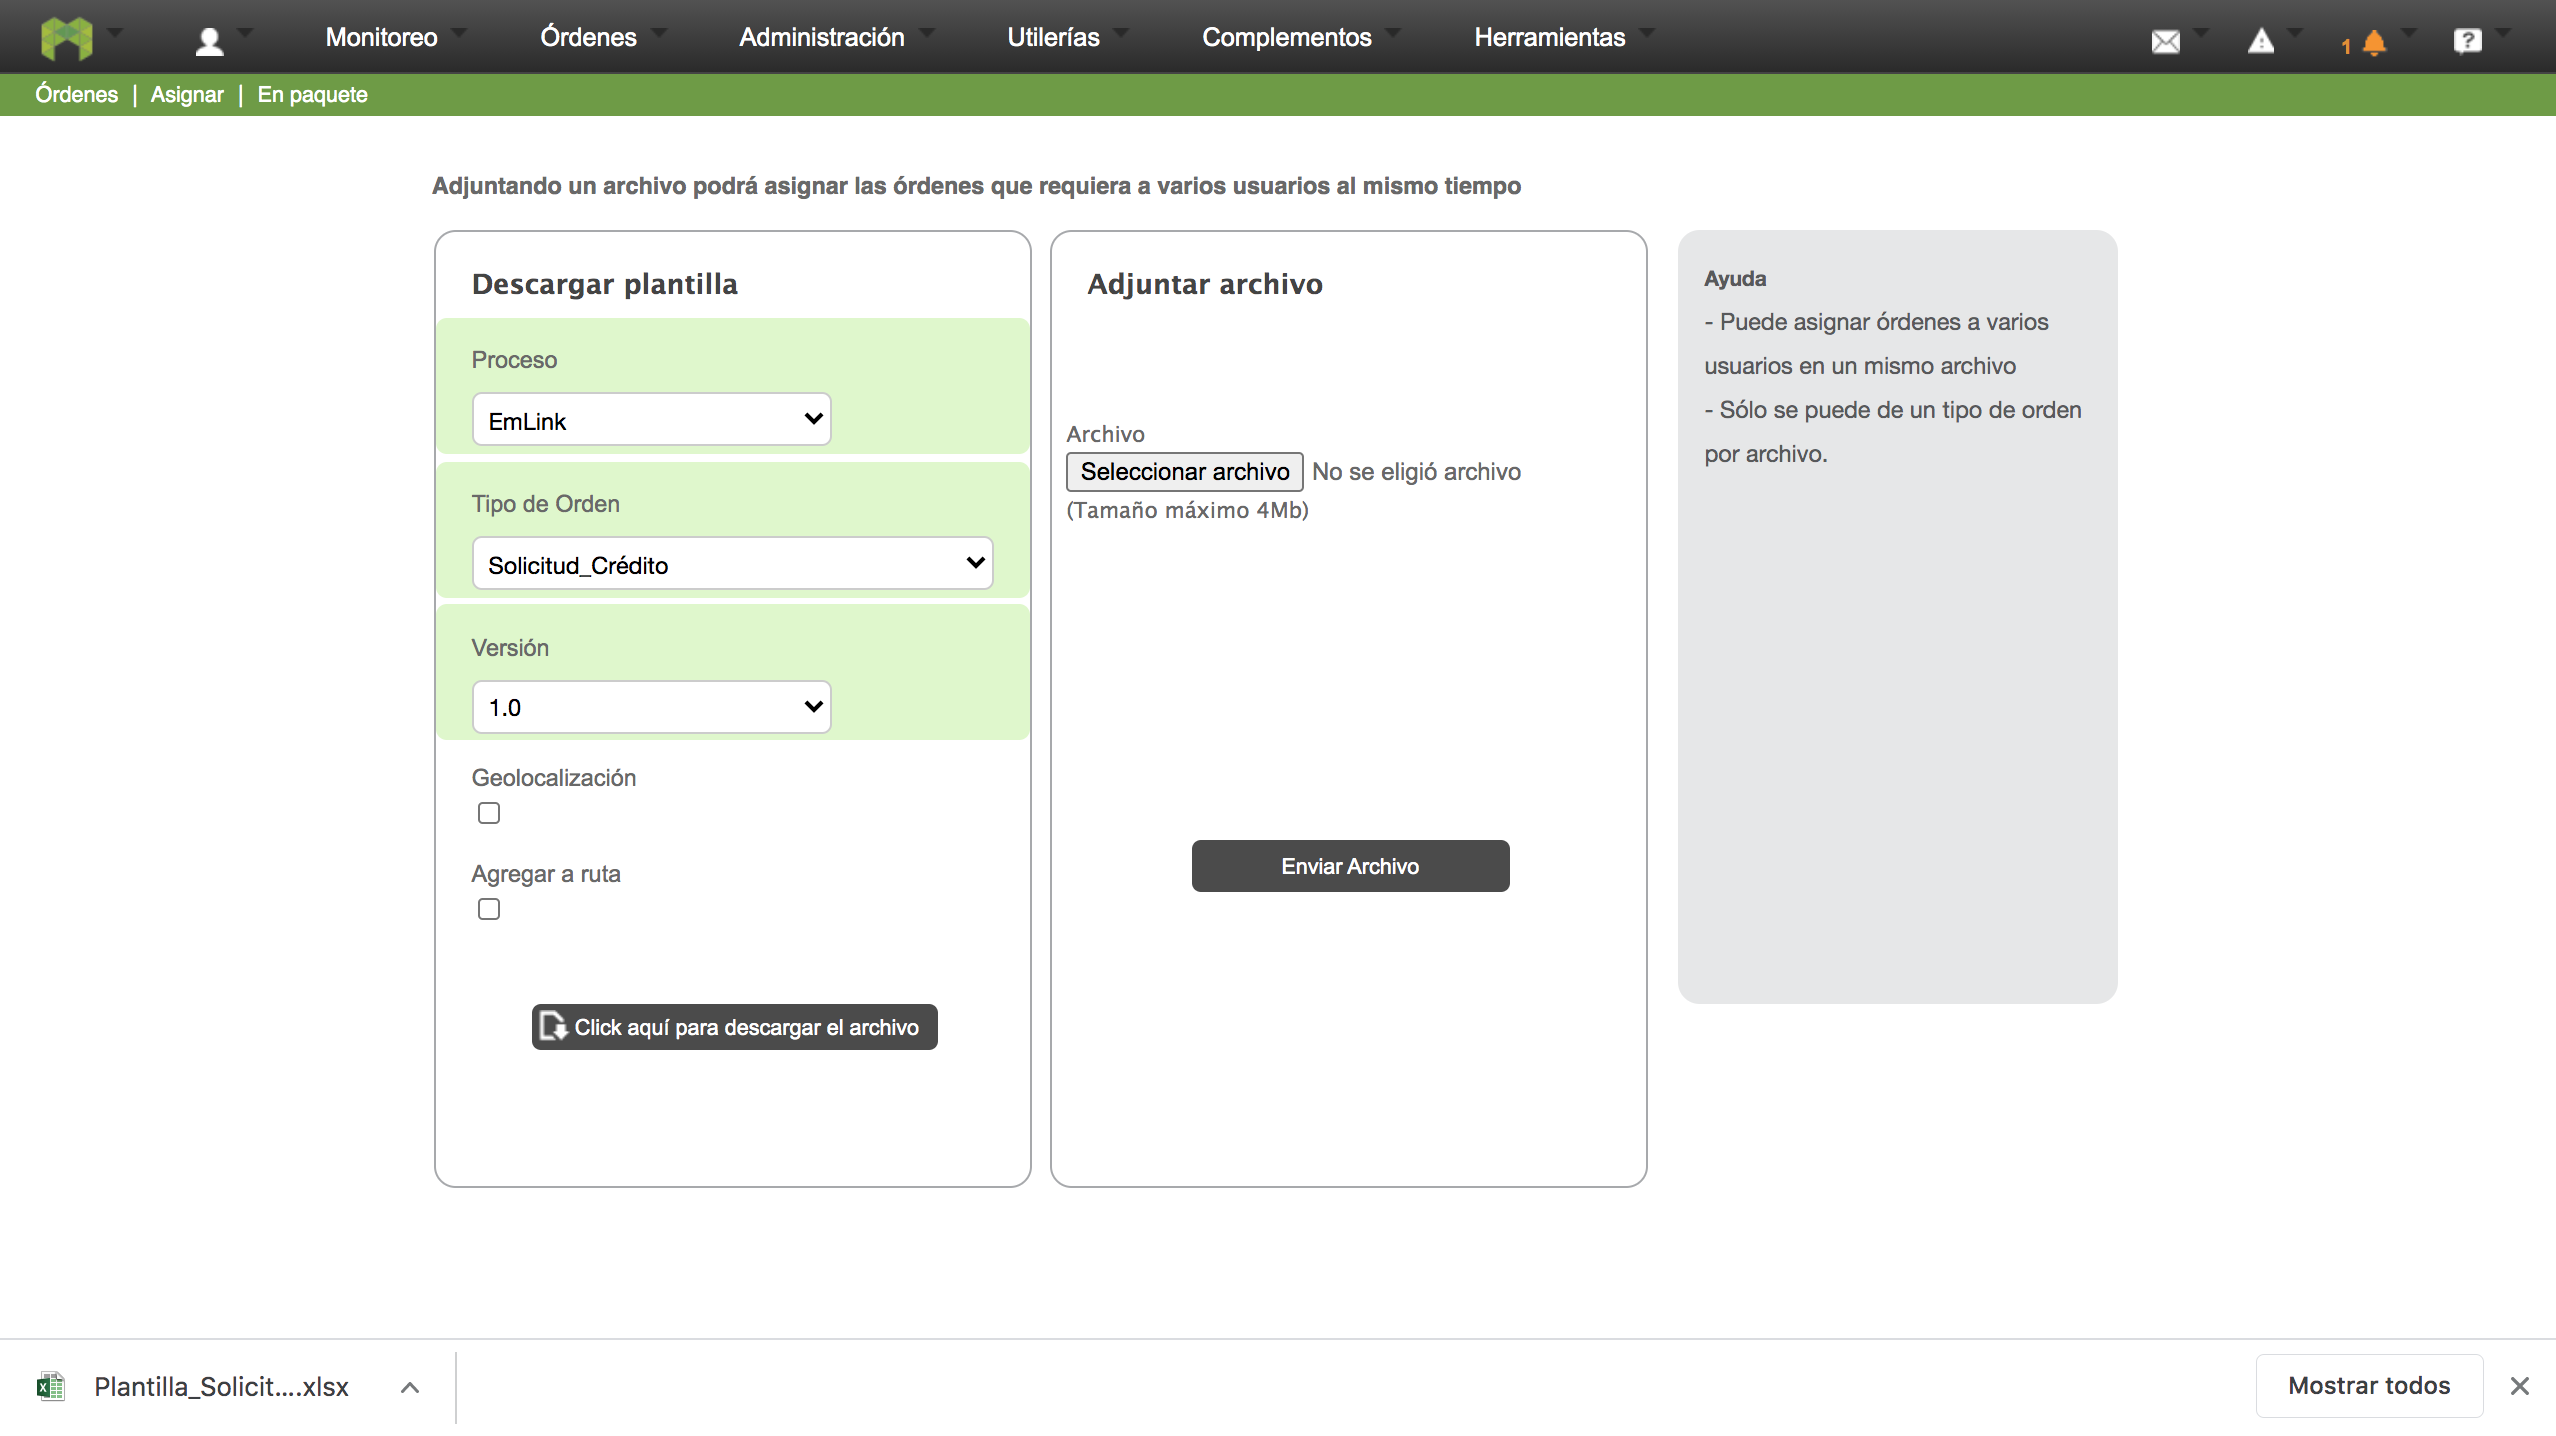 Monitoreo Órdenes Administración Utilerías Complementos Herramientas 1
Órdenes | Asignar | En paquete
Adjuntando un archivo podrá asignar las órdenes que requiera a varios usuarios al mismo tiempo
Descargar plantilla
Proceso
EmLink
Tipo de Orden
Solicitud_Crédito
Versión
1.0
Geolocalización
Agregar a ruta
Click aquí para descargar el archivo
Adjuntar archivo
Archivo
Seleccionar archivo No se eligió archivo
(Tamaño máximo 4Mb)
Enviar Archivo
Ayuda
- Puede asignar órdenes a varios
usuarios en un mismo archivo
- Sólo se puede de un tipo de orden
por archivo.
Plantilla_Solicit....xlsx
Mostrar todos